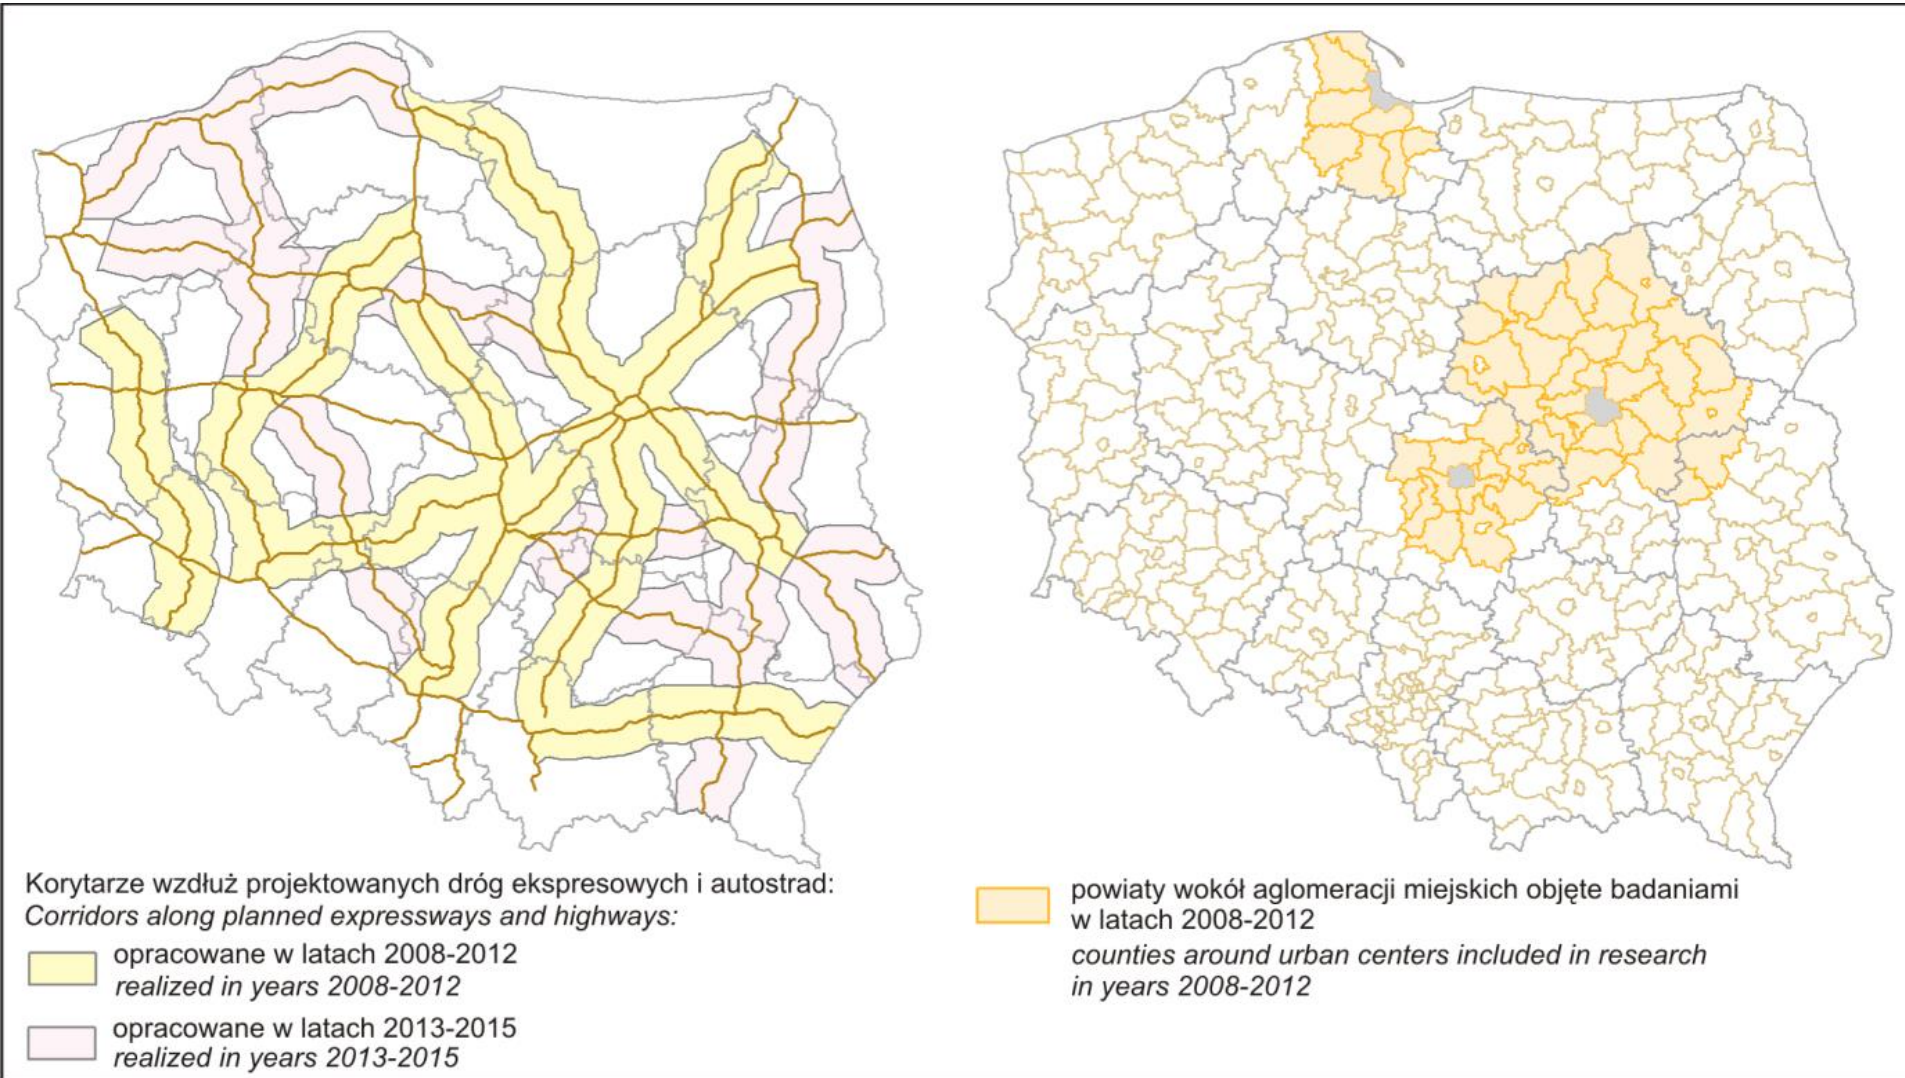 Korytarze wzdłuż projektowanych dróg ekspresowych i autostrad:
Corridors along planned expressways and highways:
opracowane w latach 2008-2012
realized in years 2008-2012
opracowane w latach 2013-2015
realized in years 2013-2015
powiaty wokół aglomeracji miejskich objęte badaniami
w latach 2008-2012
counties around urban centers included in research
in years 2008-2012